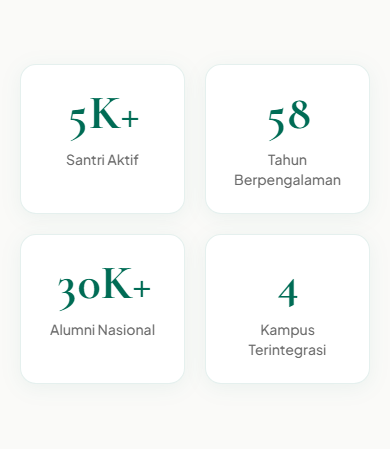 5K+
Santri Aktif
58
Tahun
Berpengalaman
30K+
Alumni Nasional
4
Kampus
Terintegrasi